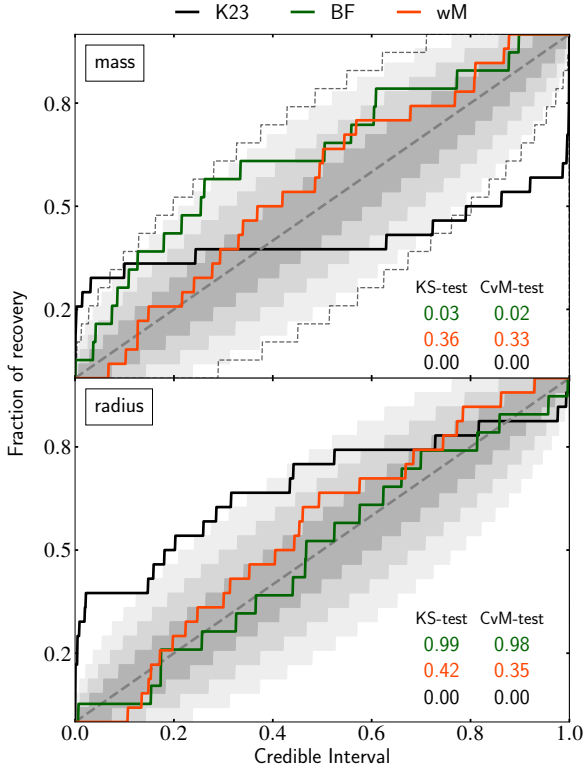 K23 BF wM
mass
0.8
0.5
0.2
KS-test CvM-test
0.03 0.02
0.36 0.33
0.00 0.00
Fraction of recovery
radius
0.8
0.5
0.2
KS-test CvM-test
0.99 0.98
0.42 0.35
0.00 0.00
0.0 0.2 0.4 0.6 0.8 1.0
Credible Interval